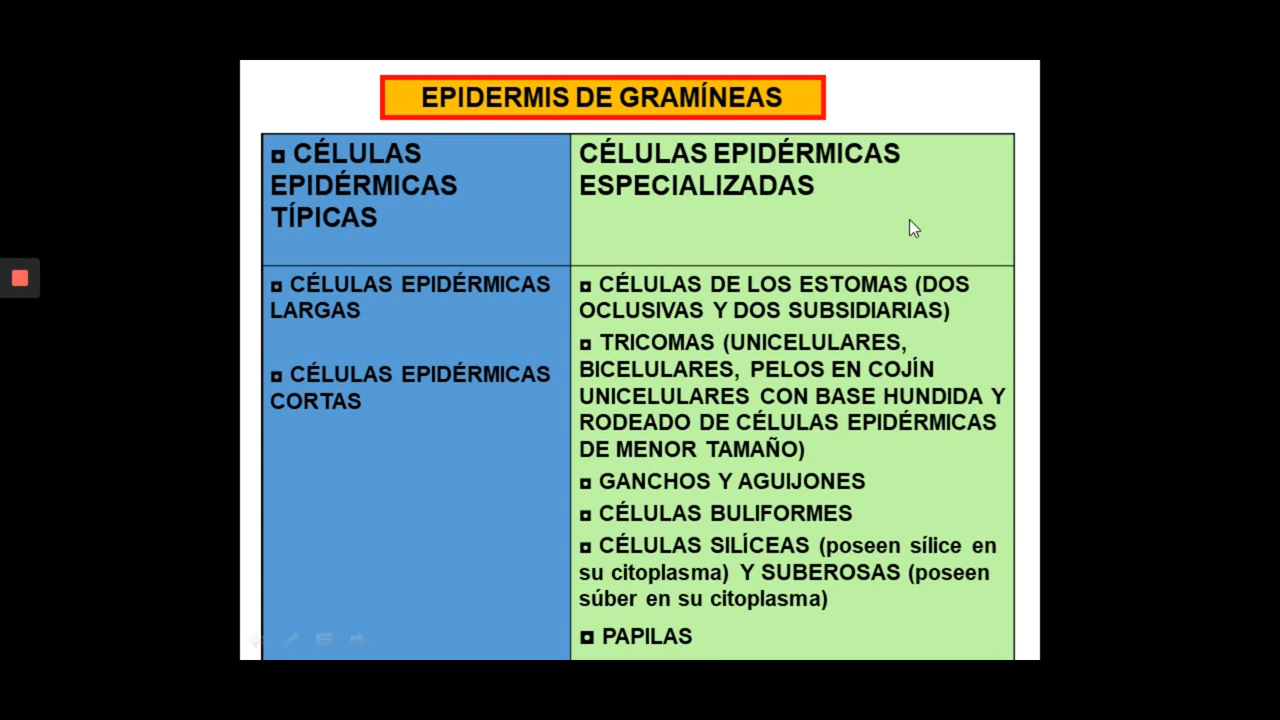 EPIDERMIS DE GRAMÍNEAS
◘ CÉLULAS
EPIDÉRMICAS
TÍPICAS
CÉLULAS EPIDÉRMICAS
ESPECIALIZADAS
◘ CÉLULAS EPIDÉRMICAS
LARGAS
◘ CÉLULAS EPIDÉRMICAS
CORTAS
◘ CÉLULAS DE LOS ESTOMAS (DOS
OCLUSIVAS Y DOS SUBSIDIARIAS)
◘ TRICOMAS (UNICELULARES,
BICELULARES, PELOS EN COJÍN
UNICELULARES CON BASE HUNDIDA Y
RODEADO DE CÉLULAS EPIDÉRMICAS
DE MENOR TAMAÑO)
◘ GANCHOS Y AGUIJONES
◘ CÉLULAS BULIFORMES
◘ CÉLULAS SILÍCEAS (poseen sílice en
su citoplasma) Y SUBEROSAS (poseen
súber en su citoplasma)
◘ PAPILAS